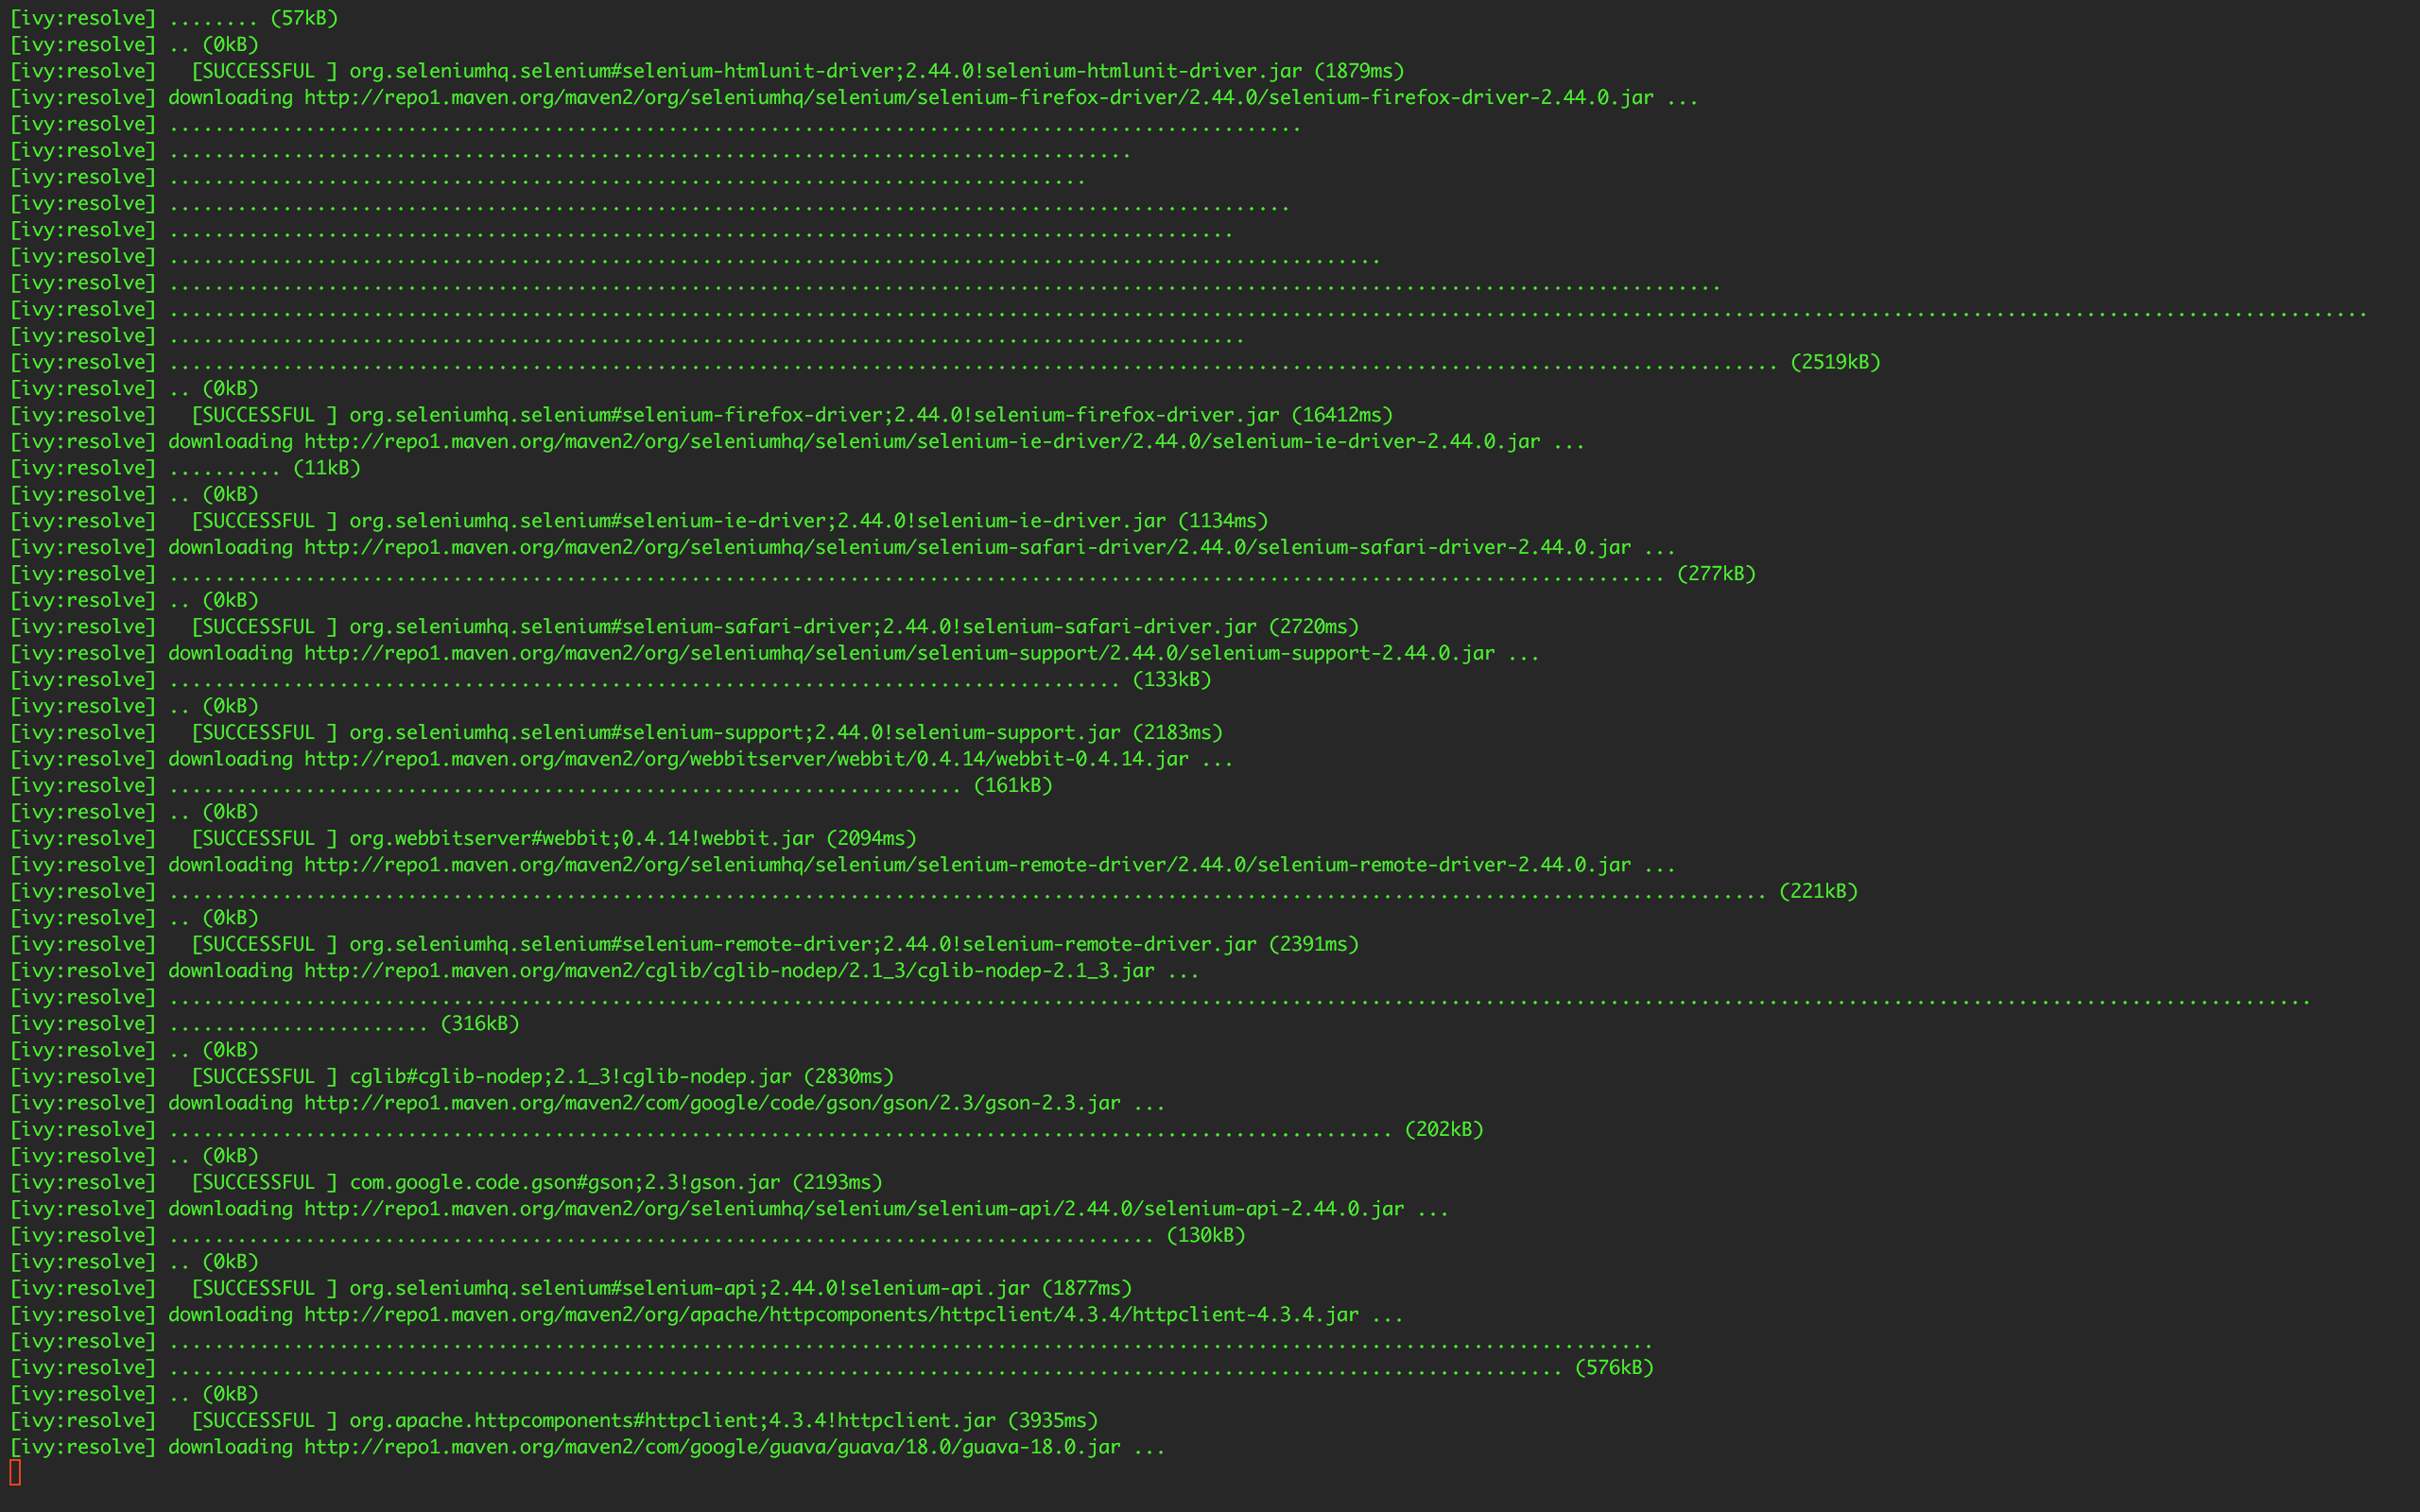 [ivy:resolve] ........ (57kB)
[ivy:resolve] .. (0kB)
[ivy:resolve]   [SUCCESSFUL ] org.seleniumhq.selenium#selenium-htmlunit-driver;2.44.0!selenium-htmlunit-driver.jar (1879ms)
[ivy:resolve] downloading http://repo1.maven.org/maven2/org/seleniumhq/selenium/selenium-firefox-driver/2.44.0/selenium-firefox-driver-2.44.0.jar ...
[ivy:resolve] ....................................................................................................
[ivy:resolve] .....................................................................................
[ivy:resolve] .................................................................................
[ivy:resolve] ...................................................................................................
[ivy:resolve] ..............................................................................................
[ivy:resolve] ...........................................................................................................
[ivy:resolve] .........................................................................................................................................
[ivy:resolve] ..................................................................................................................................................................................................
[ivy:resolve] ...............................................................................................
[ivy:resolve] .............................................................................................................................................. (2519kB)
[ivy:resolve] .. (0kB)
[ivy:resolve]   [SUCCESSFUL ] org.seleniumhq.selenium#selenium-firefox-driver;2.44.0!selenium-firefox-driver.jar (16412ms)
[ivy:resolve] downloading http://repo1.maven.org/maven2/org/seleniumhq/selenium/selenium-ie-driver/2.44.0/selenium-ie-driver-2.44.0.jar ...
[ivy:resolve] .......... (11kB)
[ivy:resolve] .. (0kB)
[ivy:resolve]   [SUCCESSFUL ] org.seleniumhq.selenium#selenium-ie-driver;2.44.0!selenium-ie-driver.jar (1134ms)
[ivy:resolve] downloading http://repo1.maven.org/maven2/org/seleniumhq/selenium/selenium-safari-driver/2.44.0/selenium-safari-driver-2.44.0.jar ...
[ivy:resolve] .................................................................................................................................... (277kB)
[ivy:resolve] .. (0kB)
[ivy:resolve]   [SUCCESSFUL ] org.seleniumhq.selenium#selenium-safari-driver;2.44.0!selenium-safari-driver.jar (2720ms)
[ivy:resolve] downloading http://repo1.maven.org/maven2/org/seleniumhq/selenium/selenium-support/2.44.0/selenium-support-2.44.0.jar ...
[ivy:resolve] .................................................................................... (133kB)
[ivy:resolve] .. (0kB)
[ivy:resolve]   [SUCCESSFUL ] org.seleniumhq.selenium#selenium-support;2.44.0!selenium-support.jar (2183ms)
[ivy:resolve] downloading http://repo1.maven.org/maven2/org/webbitserver/webbit/0.4.14/webbit-0.4.14.jar ...
[ivy:resolve] ...................................................................... (161kB)
[ivy:resolve] .. (0kB)
[ivy:resolve]   [SUCCESSFUL ] org.webbitserver#webbit;0.4.14!webbit.jar (2094ms)
[ivy:resolve] downloading http://repo1.maven.org/maven2/org/seleniumhq/selenium/selenium-remote-driver/2.44.0/selenium-remote-driver-2.44.0.jar ...
[ivy:resolve] ............................................................................................................................................. (221kB)
[ivy:resolve] .. (0kB)
[ivy:resolve]   [SUCCESSFUL ] org.seleniumhq.selenium#selenium-remote-driver;2.44.0!selenium-remote-driver.jar (2391ms)
[ivy:resolve] downloading http://repo1.maven.org/maven2/cglib/cglib-nodep/2.1_3/cglib-nodep-2.1_3.jar ...
[ivy:resolve] .............................................................................................................................................................................................
[ivy:resolve] ....................... (316kB)
[ivy:resolve] .. (0kB)
[ivy:resolve]   [SUCCESSFUL ] cglib#cglib-nodep;2.1_3!cglib-nodep.jar (2830ms)
[ivy:resolve] downloading http://repo1.maven.org/maven2/com/google/code/gson/gson/2.3/gson-2.3.jar ...
[ivy:resolve] ............................................................................................................ (202kB)
[ivy:resolve] .. (0kB)
[ivy:resolve]   [SUCCESSFUL ] com.google.code.gson#gson;2.3!gson.jar (2193ms)
[ivy:resolve] downloading http://repo1.maven.org/maven2/org/seleniumhq/selenium/selenium-api/2.44.0/selenium-api-2.44.0.jar ...
[ivy:resolve] ....................................................................................... (130kB)
[ivy:resolve] .. (0kB)
[ivy:resolve]   [SUCCESSFUL ] org.seleniumhq.selenium#selenium-api;2.44.0!selenium-api.jar (1877ms)
[ivy:resolve] downloading http://repo1.maven.org/maven2/org/apache/httpcomponents/httpclient/4.3.4/httpclient-4.3.4.jar ...
[ivy:resolve] ...................................................................................................................................
[ivy:resolve] ........................................................................................................................... (576kB)
[ivy:resolve] .. (0kB)
[ivy:resolve]   [SUCCESSFUL ] org.apache.httpcomponents#httpclient;4.3.4!httpclient.jar (3935ms)
[ivy:resolve] downloading http://repo1.maven.org/maven2/com/google/guava/guava/18.0/guava-18.0.jar ...